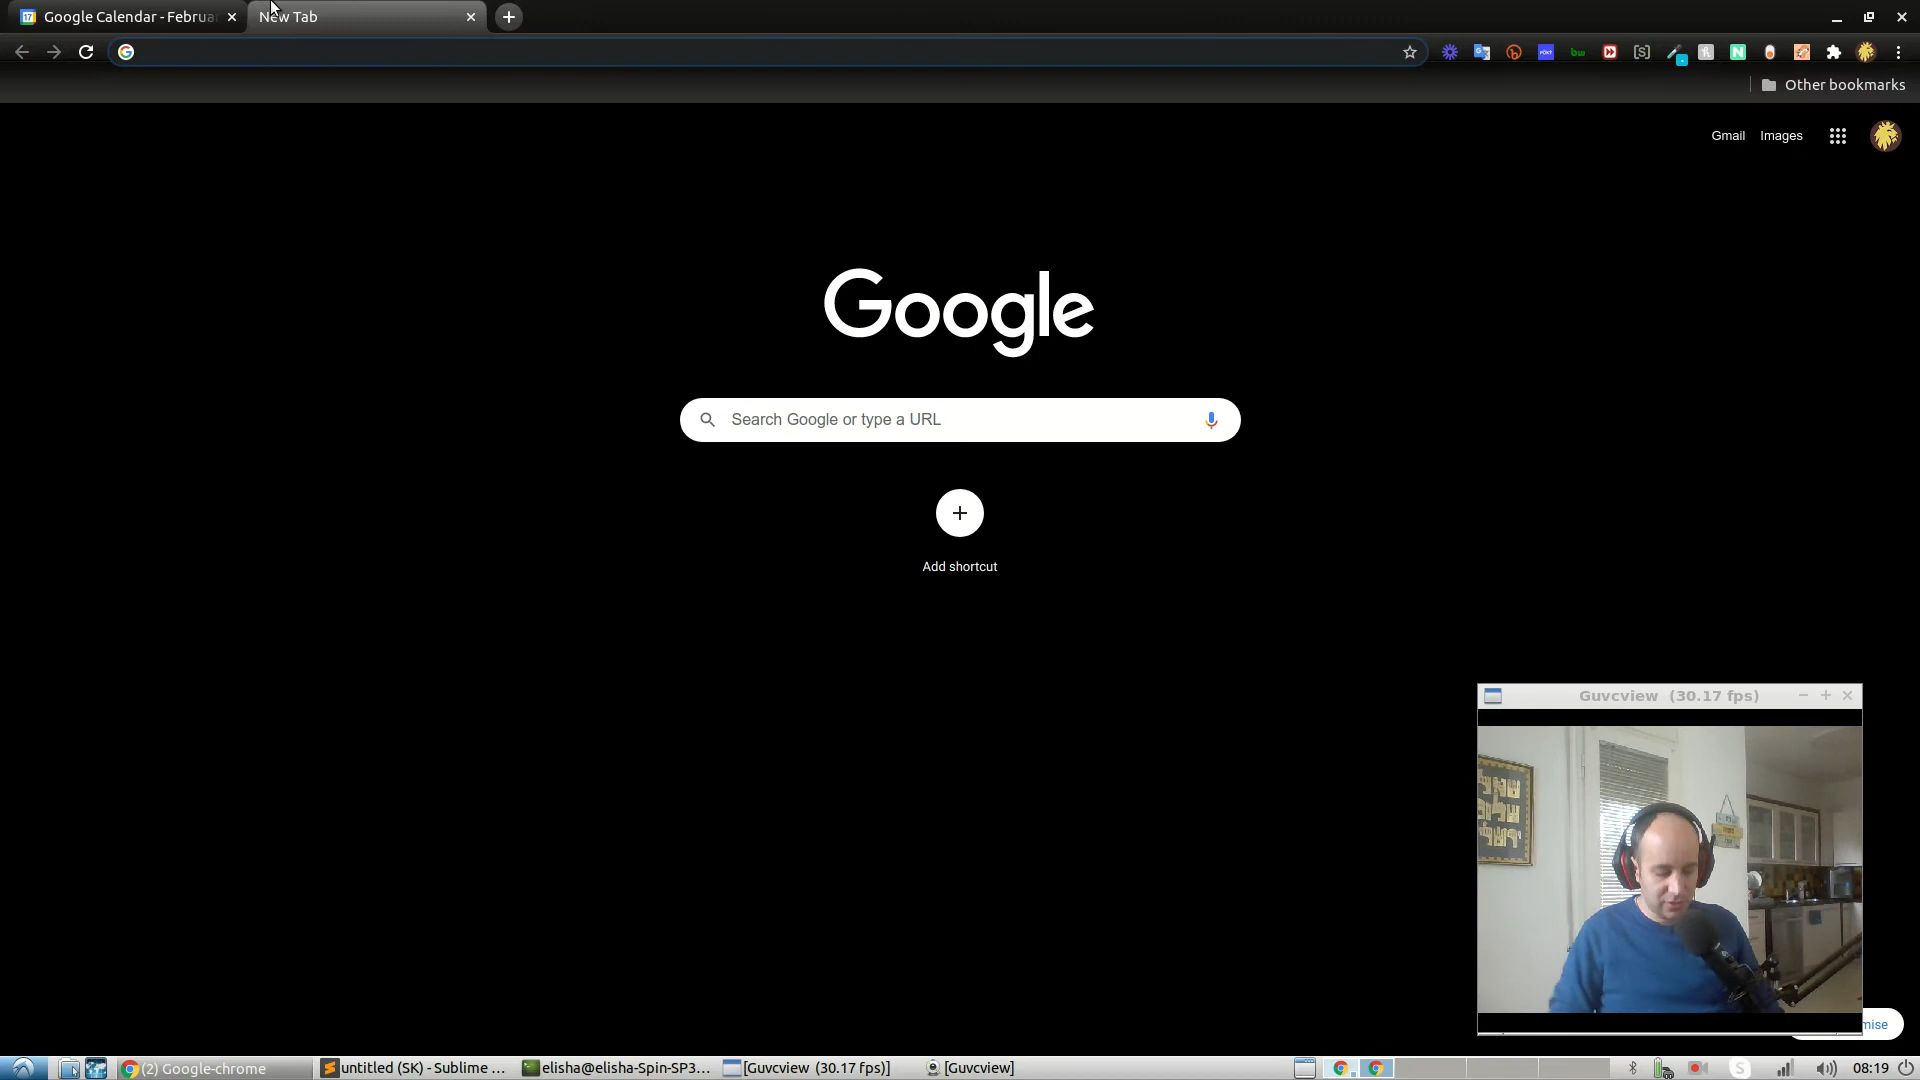 Google Calendar - Februar
New Tab
Other bookmarks
Gmail Images
Google
Search Google or type a URL
Add shortcut
Guvcview (30.17 fps)
mise
(2) Google-chrome
untitled (SK) - Sublime ...
elisha@elisha-Spin-SP3...
[Guvcview (30.17 fps)]
[Guvcview]
08:19